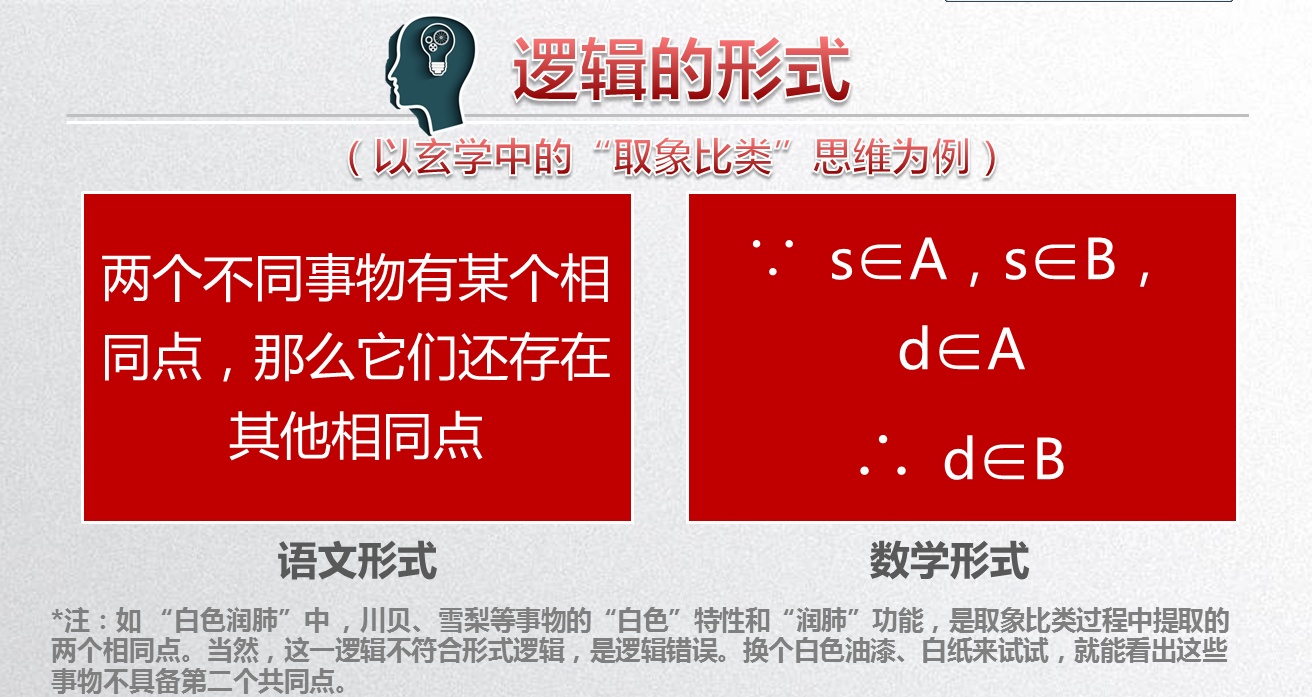 逻辑的形式
（以玄学中的“取象比类”思维为例）
两个不同事物有某个相
同点，那么它们还存在
其他相同点
∵ s∈A，s∈B，
d∈A
∴ d∈B
语文形式
数学形式
*注：如 “白色润肺”中，川贝、雪梨等事物的“白色”特性和“润肺”功能，是取象比类过程中提取的
两个相同点。当然，这一逻辑不符合形式逻辑，是逻辑错误。换个白色油漆、白纸来试试，就能看出这些
事物不具备第二个共同点。